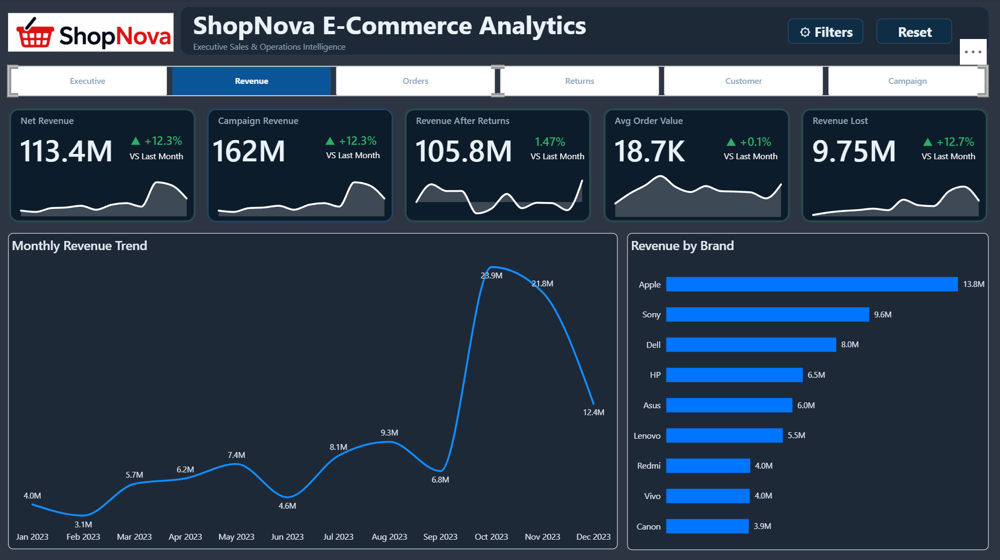 ShopNova
ShopNova E-Commerce Analytics
Executive Sales & Operations Intelligence
Filters
Reset
Executive
Revenue
Orders
Returns
Customer
Campaign
Net Revenue
113.4M
▲ +12.3%
VS Last Month
Campaign Revenue
162M
▲ +12.3%
VS Last Month
Revenue After Returns
105.8M
1.47%
VS Last Month
Avg Order Value
18.7K
▲ +0.1%
VS Last Month
Revenue Lost
9.75M
▲ +12.7%
VS Last Month
Monthly Revenue Trend
4.0M
3.1M
5.7M
6.2M
7.4M
4.6M
8.1M
9.3M
6.8M
23.9M
21.8M
12.4M
Jan 2023
Feb 2023
Mar 2023
Apr 2023
May 2023
Jun 2023
Jul 2023
Aug 2023
Sep 2023
Oct 2023
Nov 2023
Dec 2023
Revenue by Brand
Apple 13.8M
Sony 9.6M
Dell 8.0M
HP 6.5M
Asus 6.0M
Lenovo 5.5M
Redmi 4.0M
Vivo 4.0M
Canon 3.9M